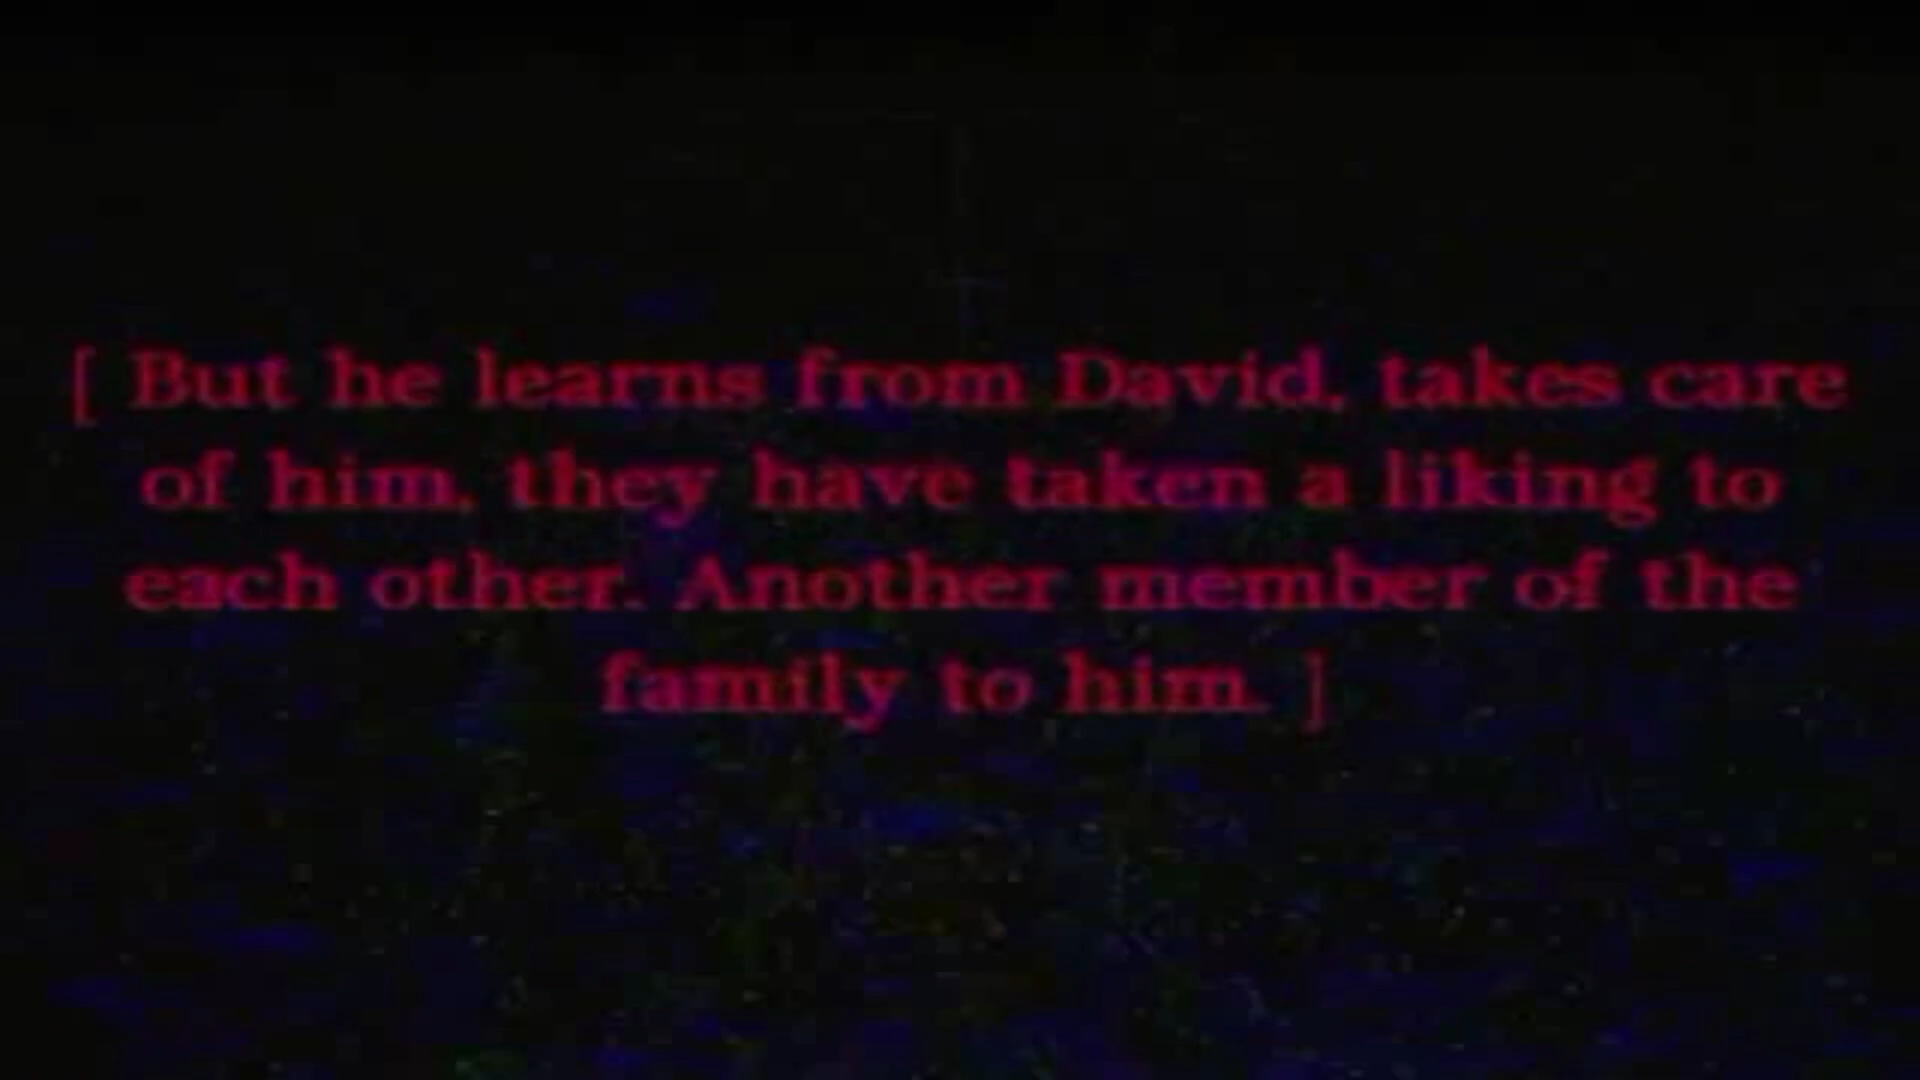 [ But he learns from David, takes care
of him, they have taken a liking to
each other. Another member of the
family to him. ]